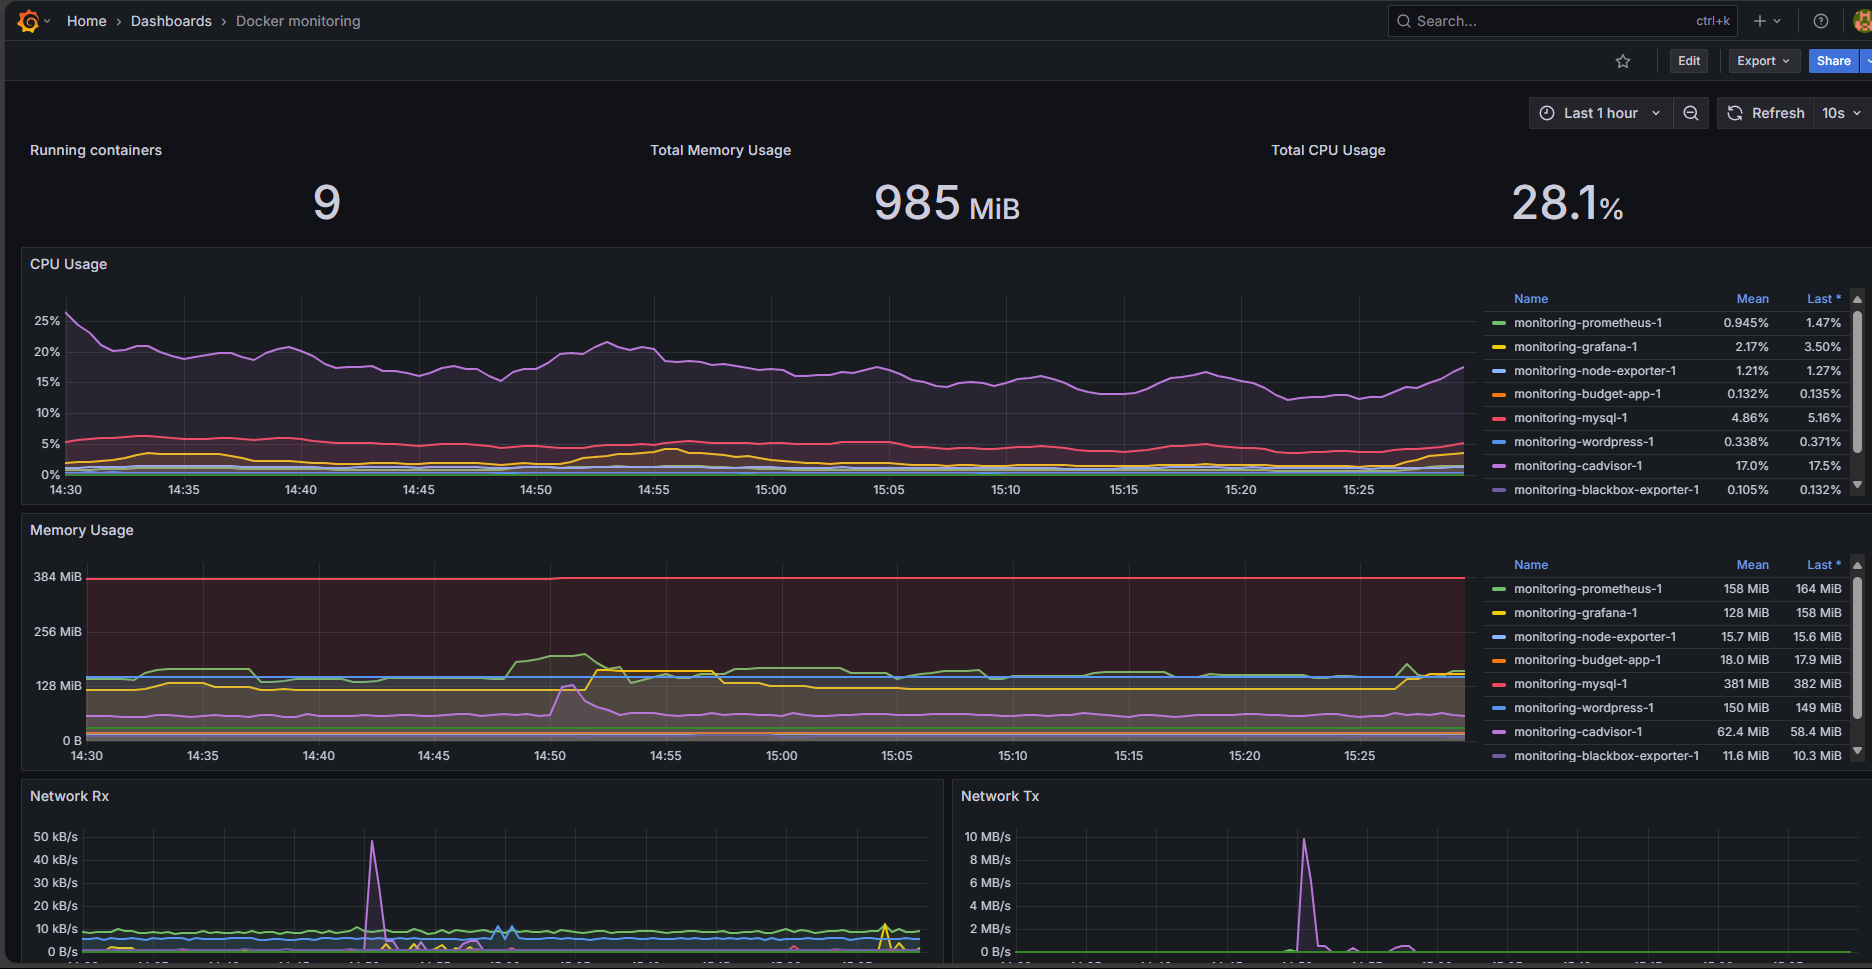 Home › Dashboards › Docker monitoring
Search... ctrl+k
Edit Export Share
Last 1 hour Refresh 10s
Running containers
9
Total Memory Usage
985 MiB
Total CPU Usage
28.1%
CPU Usage
25%
20%
15%
10%
5%
0%
14:30 14:35 14:40 14:45 14:50 14:55 15:00 15:05 15:10 15:15 15:20 15:25
Name Mean Last *
monitoring-prometheus-1 0.945% 1.47%
monitoring-grafana-1 2.17% 3.50%
monitoring-node-exporter-1 1.21% 1.27%
monitoring-budget-app-1 0.132% 0.135%
monitoring-mysql-1 4.86% 5.16%
monitoring-wordpress-1 0.338% 0.371%
monitoring-cadvisor-1 17.0% 17.5%
monitoring-blackbox-exporter-1 0.105% 0.132%
Memory Usage
384 MiB
256 MiB
128 MiB
0 B
14:30 14:35 14:40 14:45 14:50 14:55 15:00 15:05 15:10 15:15 15:20 15:25
Name Mean Last *
monitoring-prometheus-1 158 MiB 164 MiB
monitoring-grafana-1 128 MiB 158 MiB
monitoring-node-exporter-1 15.7 MiB 15.6 MiB
monitoring-budget-app-1 18.0 MiB 17.9 MiB
monitoring-mysql-1 381 MiB 382 MiB
monitoring-wordpress-1 150 MiB 149 MiB
monitoring-cadvisor-1 62.4 MiB 58.4 MiB
monitoring-blackbox-exporter-1 11.6 MiB 10.3 MiB
Network Rx
50 kB/s
40 kB/s
30 kB/s
20 kB/s
10 kB/s
0 B/s
Network Tx
10 MB/s
8 MB/s
6 MB/s
4 MB/s
2 MB/s
0 B/s